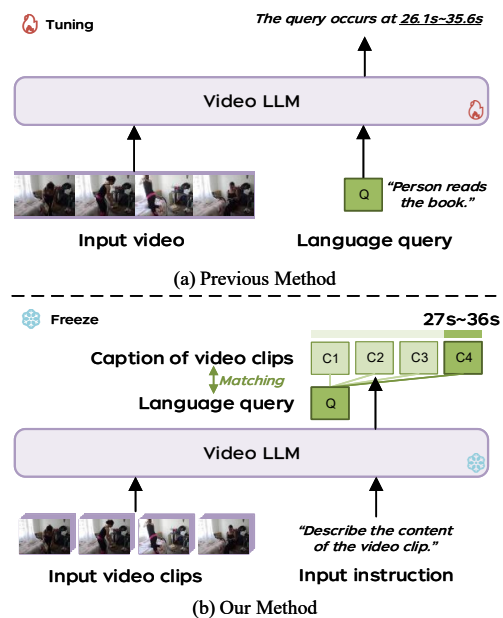 Tuning
The query occurs at 26.1s~35.6s
Video LLM
Q
“Person reads
the book.”
Input video
Language query
(a) Previous Method
Freeze
27s~36s
Caption of video clips
C1 C2 C3 C4
Matching
Language query
Q
Video LLM
“Describe the content
of the video clip.”
Input video clips
Input instruction
(b) Our Method